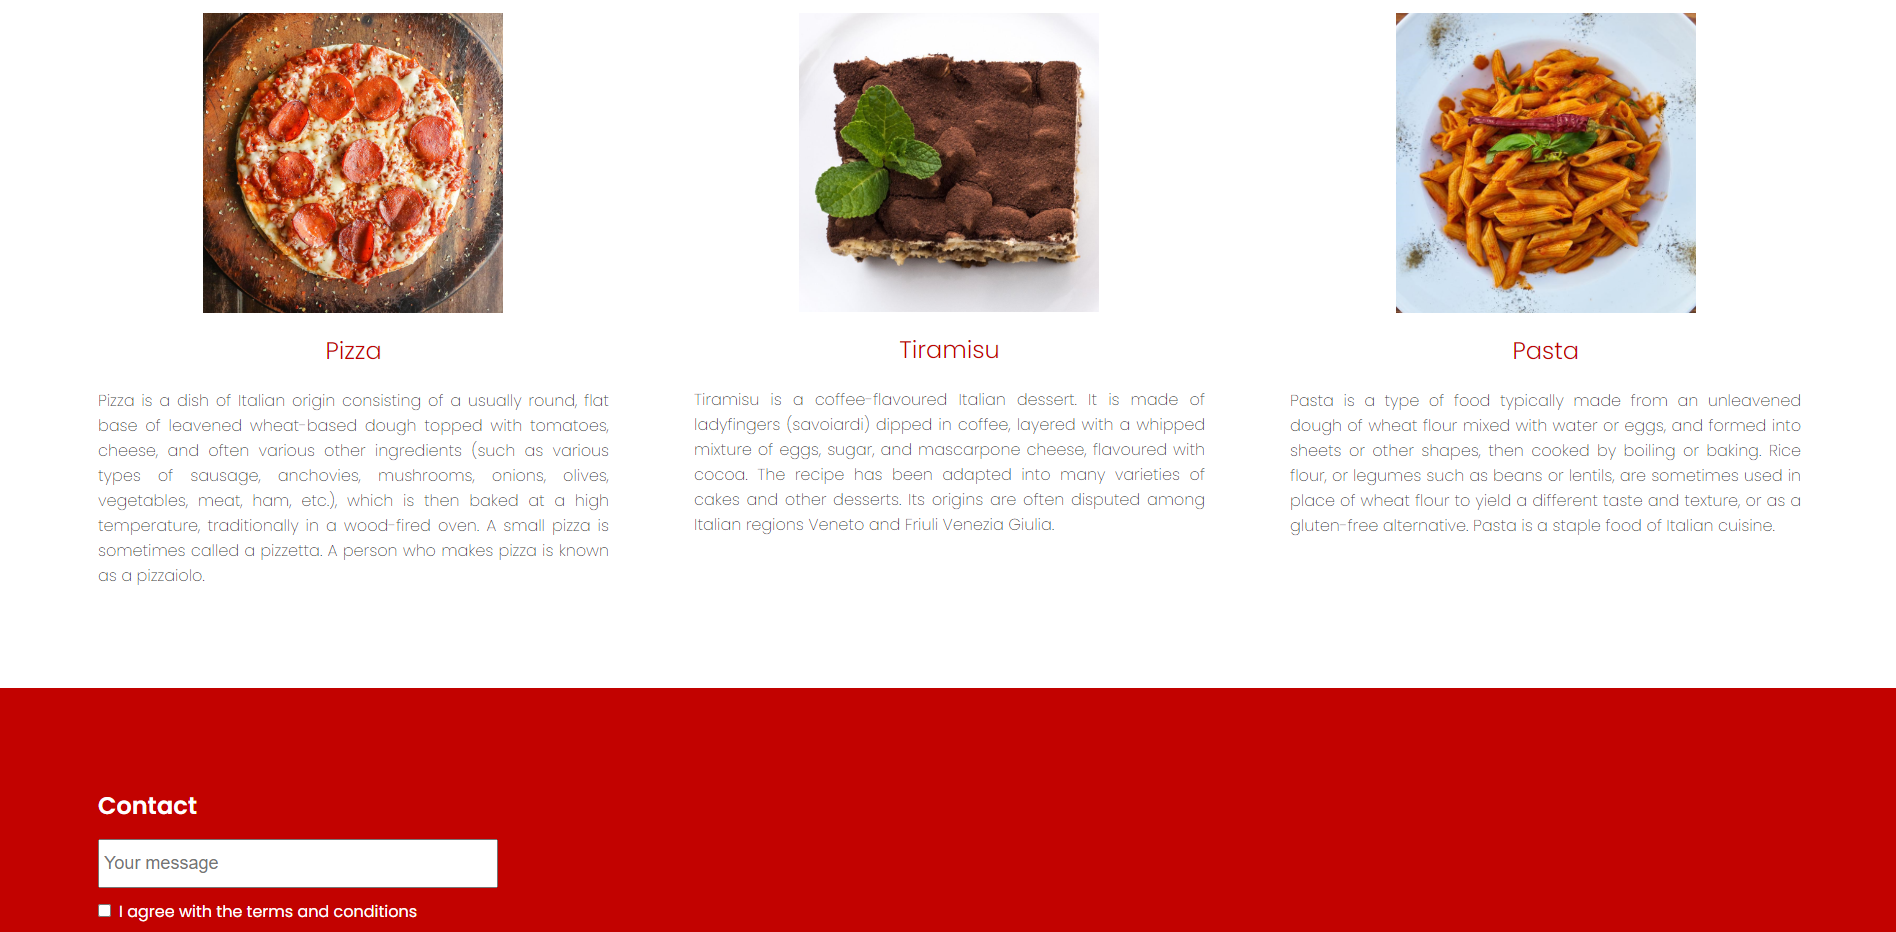 Pizza
Pizza is a dish of Italian origin consisting of a usually round, flat
base of leavened wheat-based dough topped with tomatoes,
cheese, and often various other ingredients (such as various
types of sausage, anchovies, mushrooms, onions, olives,
vegetables, meat, ham, etc.), which is then baked at a high
temperature, traditionally in a wood-fired oven. A small pizza is
sometimes called a pizzetta. A person who makes pizza is known
as a pizzaiolo.
Tiramisu
Tiramisu is a coffee-flavoured Italian dessert. It is made of
ladyfingers (savoiardi) dipped in coffee, layered with a whipped
mixture of eggs, sugar, and mascarpone cheese, flavoured with
cocoa. The recipe has been adapted into many varieties of
cakes and other desserts. Its origins are often disputed among
Italian regions Veneto and Friuli Venezia Giulia.
Pasta
Pasta is a type of food typically made from an unleavened
dough of wheat flour mixed with water or eggs, and formed into
sheets or other shapes, then cooked by boiling or baking. Rice
flour, or legumes such as beans or lentils, are sometimes used in
place of wheat flour to yield a different taste and texture, or as a
gluten-free alternative. Pasta is a staple food of Italian cuisine.
Contact
Your message
I agree with the terms and conditions